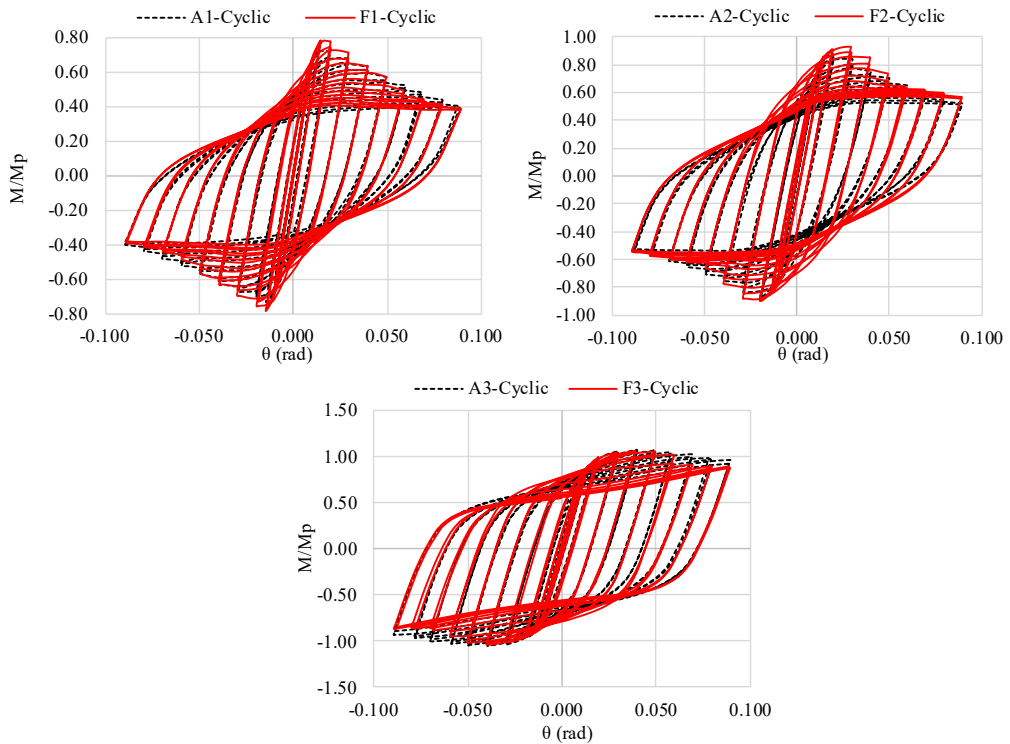 A1-Cyclic F1-Cyclic
0.80
0.60
0.40
0.20
0.00
-0.20
-0.40
-0.60
0.80
M/Mp
-0.100 -0.050 0.000 0.050 0.100
θ (rad)
A2-Cyclic F2-Cyclic
1.00
0.80
0.60
0.40
0.20
0.00
-0.20
-0.40
-0.60
-0.80
-1.00
M/Mp
-0.100 -0.050 0.000 0.050 0.100
θ (rad)
A3-Cyclic F3-Cyclic
1.50
1.00
0.50
0.00
-0.50
-1.00
-1.50
M/Mp
-0.100 -0.050 0.000 0.050 0.100
θ (rad)